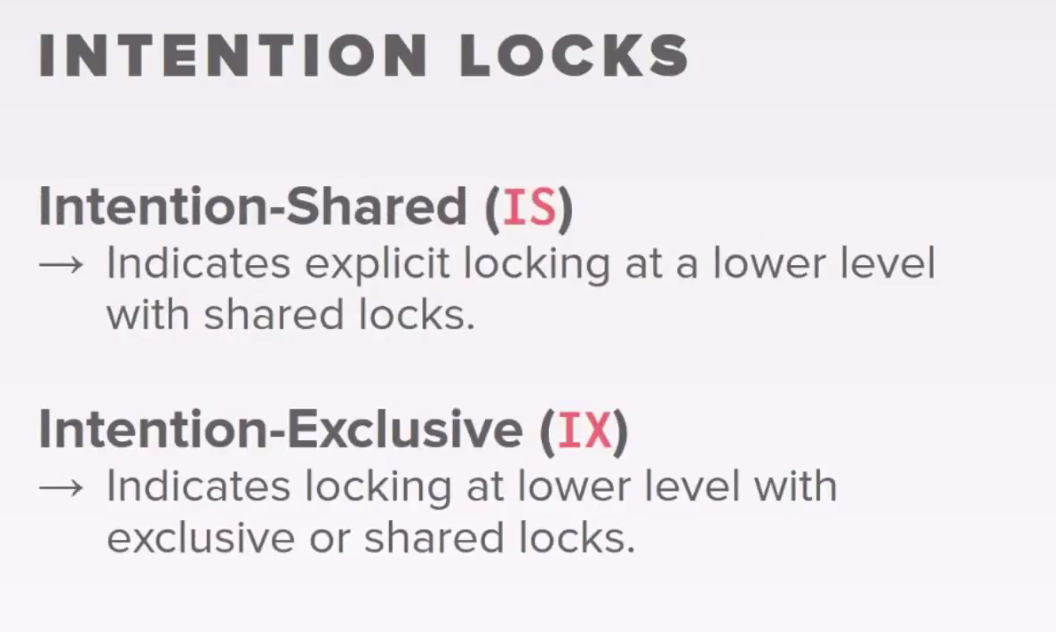 INTENTION LOCKS
Intention-Shared (IS)
→ Indicates explicit locking at a lower level
with shared locks.
Intention-Exclusive (IX)
→ Indicates locking at lower level with
exclusive or shared locks.